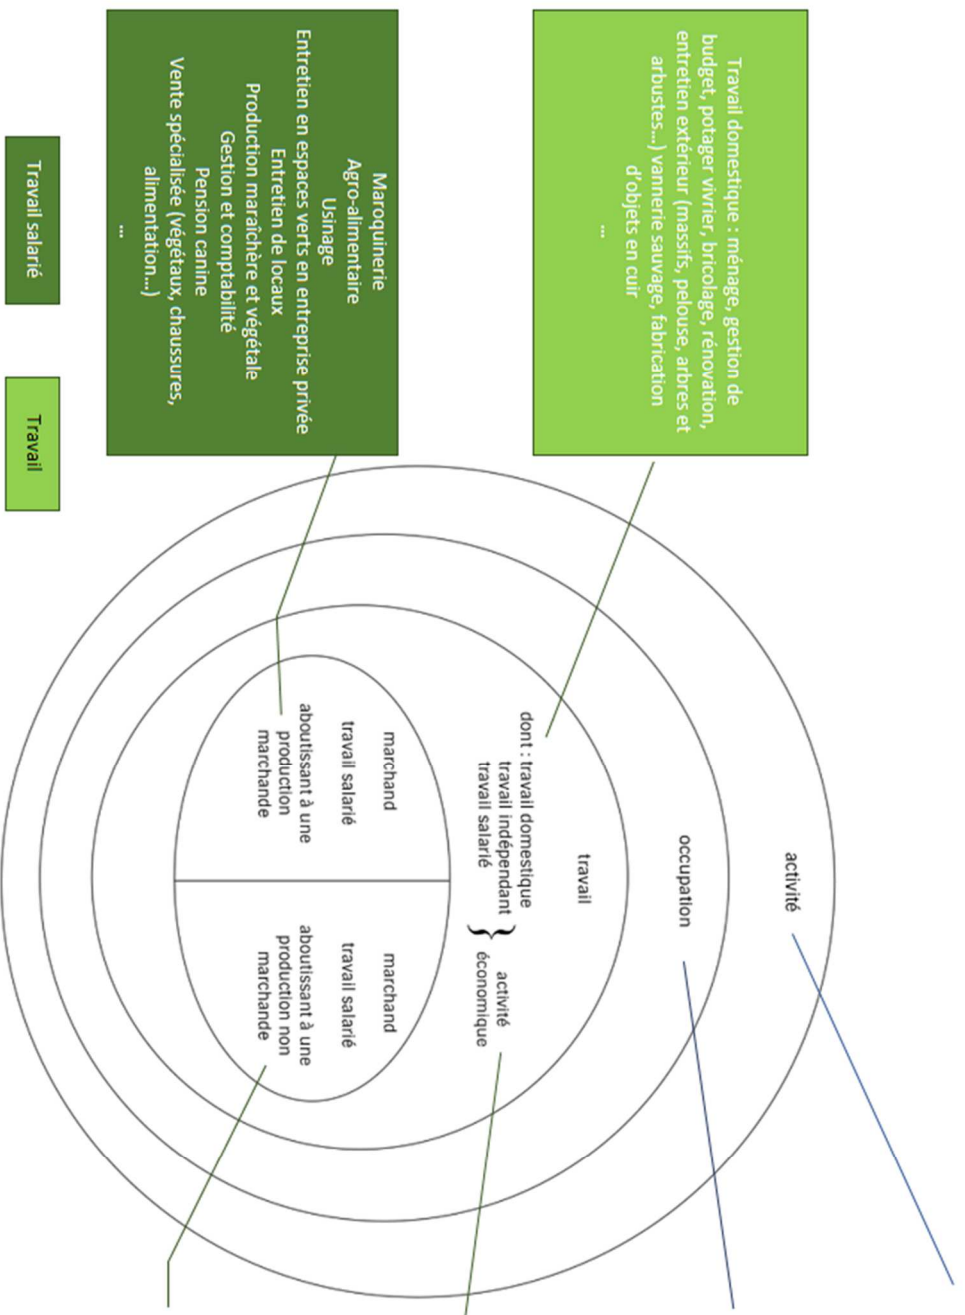 Travail domestique : ménage, gestion de
budget, potager vivrier, bricolage, rénovation,
entretien extérieur (massifs, pelouse, arbres et
arbustes…) vannerie sauvage, fabrication
d'objets en cuir
…
Maroquinerie
Agro-alimentaire
Usinage
Entretien en espaces verts en entreprise privée
Entretien de locaux
Production maraîchère et végétale
Gestion et comptabilité
Pension canine
Vente spécialisée (végétaux, chaussures,
alimentation…)
…
Travail salarié
Travail
activité
occupation
travail
dont : travail domestique
travail indépendant
travail salarié
}
activité
économique
marchand
travail salarié
aboutissant à une
production
marchande
marchand
travail salarié
aboutissant à une
production non
marchande